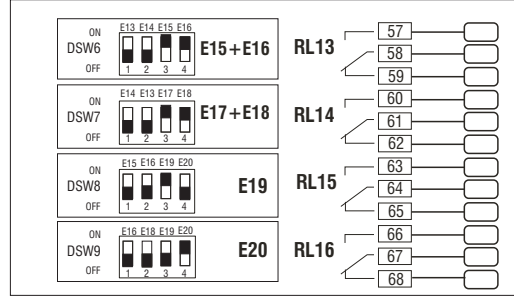 E13 E14 E15 E16
ON
DSW6
OFF
1 2 3 4
E15+E16
RL13
57
58
59
E14 E13 E17 E18
ON
DSW7
OFF
1 2 3 4
E17+E18
RL14
60
61
62
E15 E16 E19 E20
ON
DSW8
OFF
1 2 3 4
E19
RL15
63
64
65
E16 E18 E19 E20
ON
DSW9
OFF
1 2 3 4
E20
RL16
66
67
68